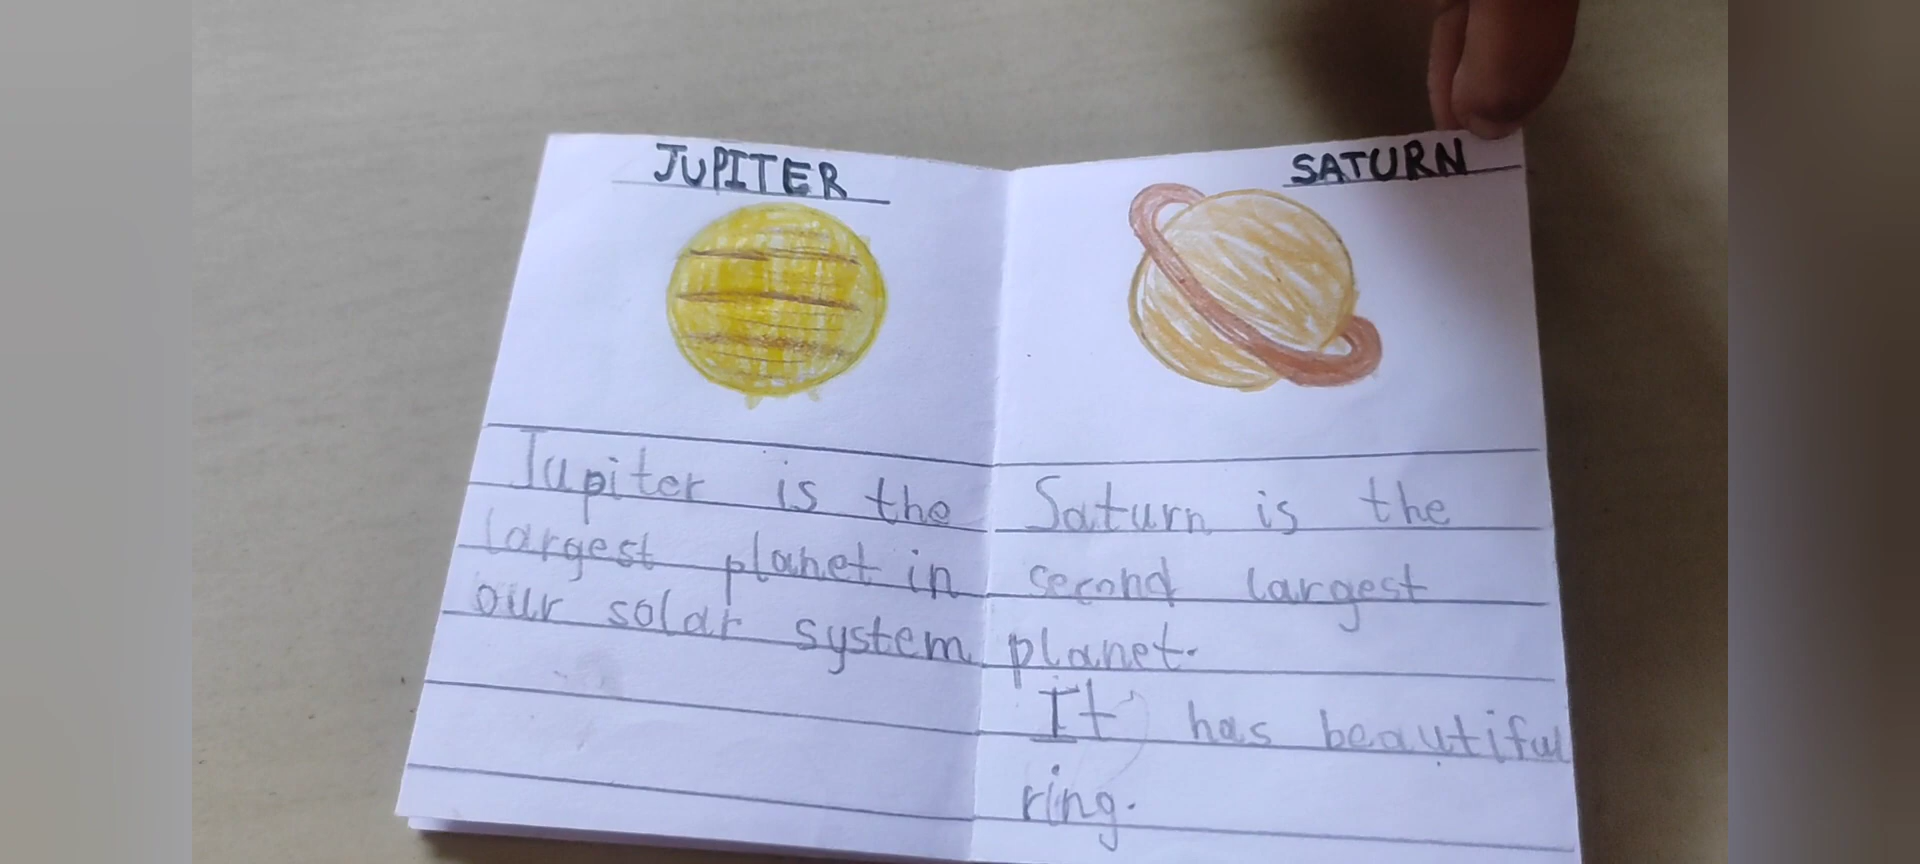 JUPITER
Jupiter is the
largest planet in
our solar system
SATURN
Saturn is the
second largest
planet.
It has beautiful
ring.